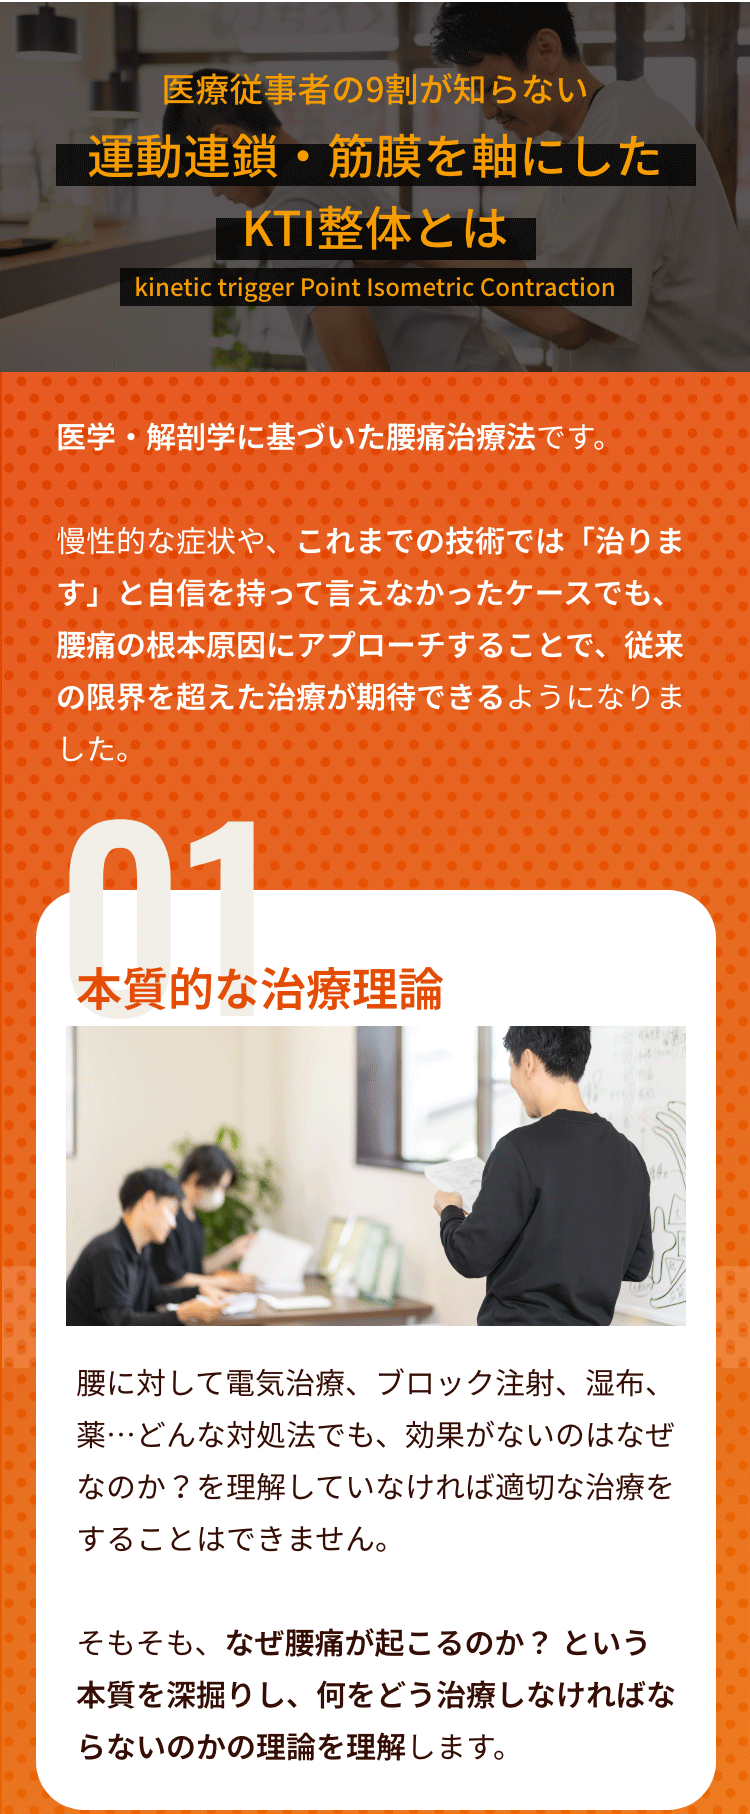 医療従事者の9割が知らない
運動連鎖・筋膜を軸にした
KTI整体とは
kinetic trigger Point Isometric Contraction
医学・解剖学に基づいた腰痛治療法です。
慢性的な症状や、これまでの技術では「治りま
す」と自信を持って言えなかったケースでも、
腰痛の根本原因にアプローチすることで、従来
の限界を超えた治療が期待できるようになりま
した。
01
本質的な治療理論
腰に対して電気治療、ブロック注射、湿布、
薬…どんな対処法でも、効果がないのはなぜ
なのか？を理解していなければ適切な治療を
することはできません。
そもそも、なぜ腰痛が起こるのか？ という
本質を深掘りし、何をどう治療しなければな
らないのかの理論を理解します。